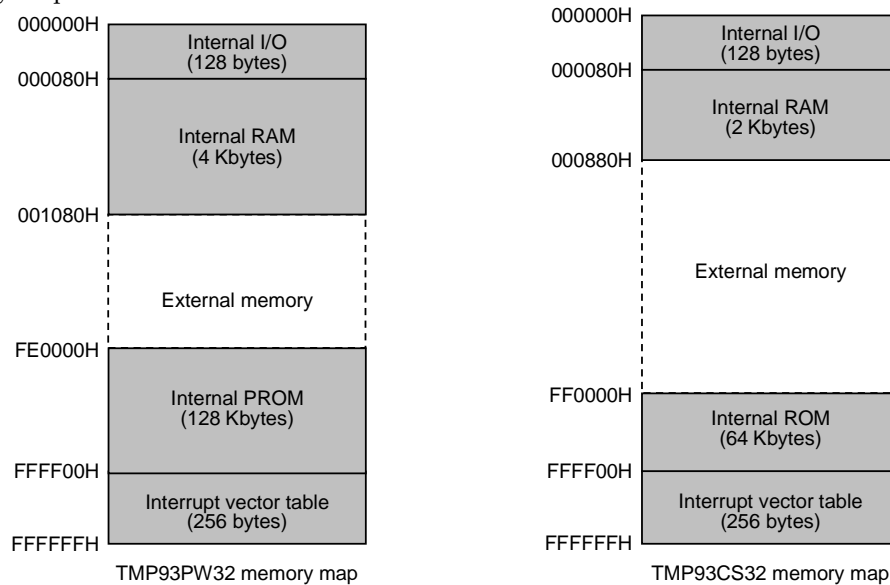 000000H
Internal I/O
(128 bytes)
000080H
Internal RAM
(4 Kbytes)
001080H
External memory
FE0000H
Internal PROM
(128 Kbytes)
FFFF00H
Interrupt vector table
(256 bytes)
FFFFFFH
TMP93PW32 memory map
000000H
Internal I/O
(128 bytes)
000080H
Internal RAM
(2 Kbytes)
000880H
External memory
FF0000H
Internal ROM
(64 Kbytes)
FFFF00H
Interrupt vector table
(256 bytes)
FFFFFFH
TMP93CS32 memory map